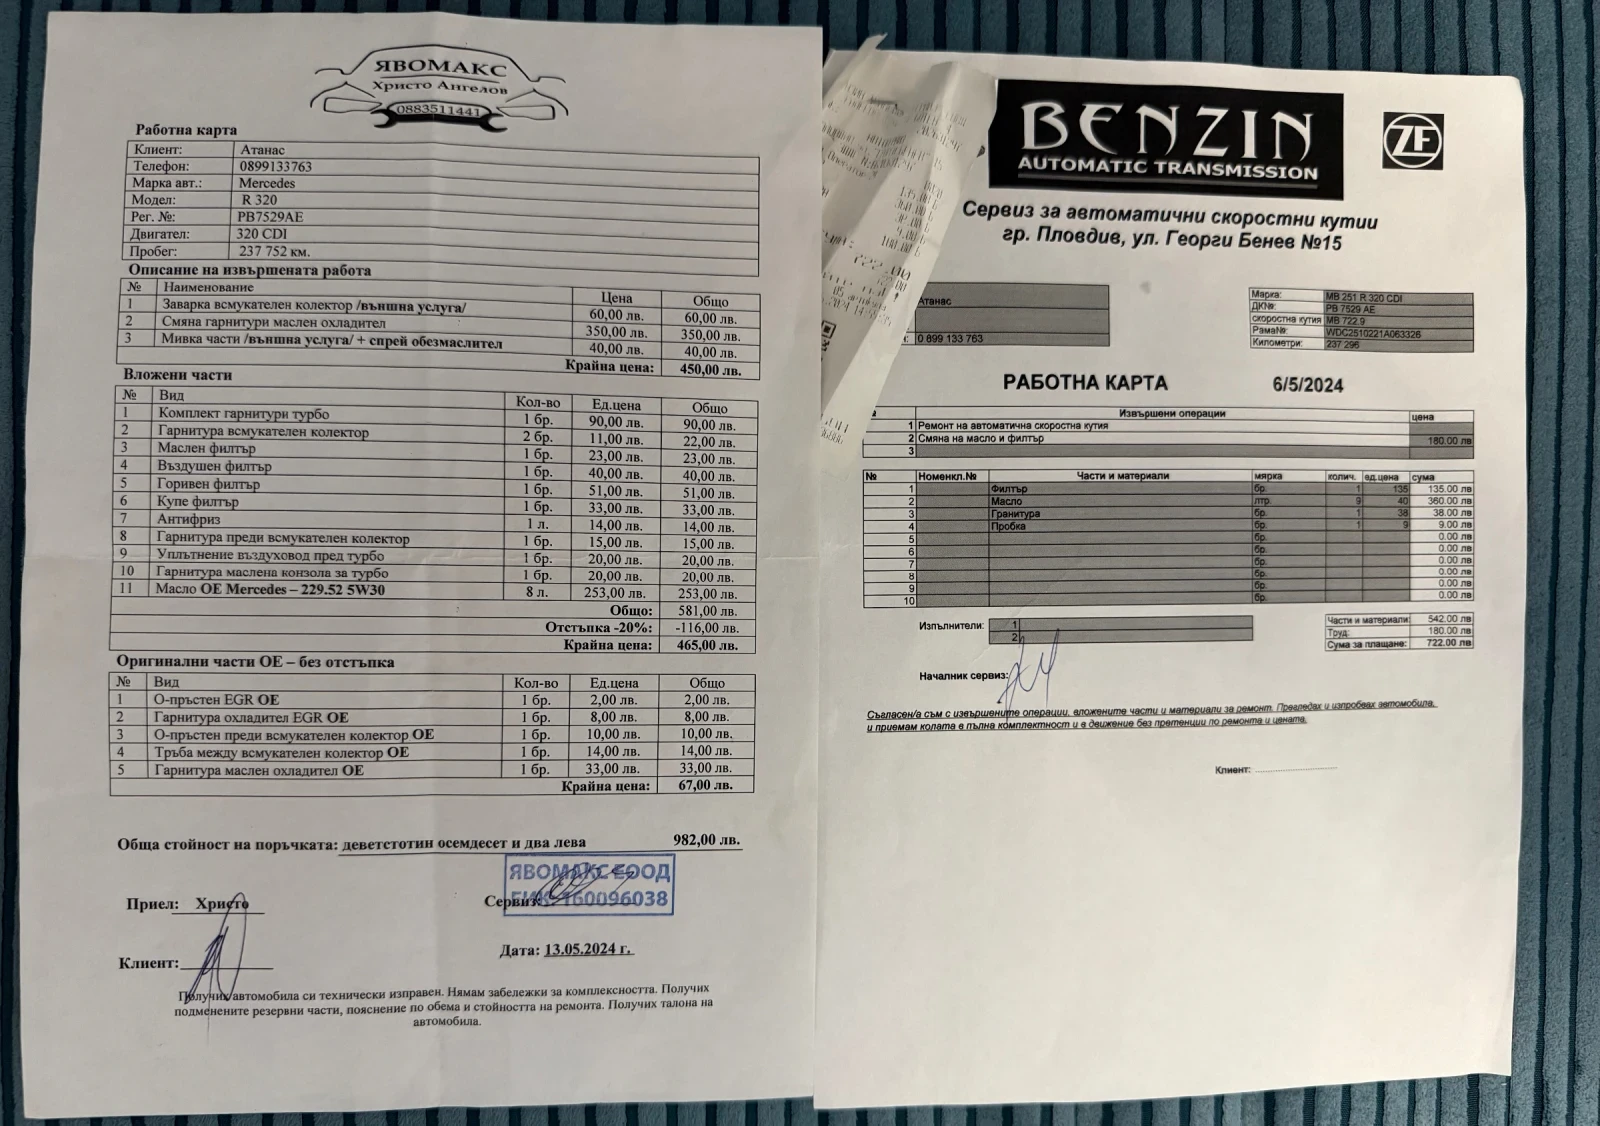 ЯВОМАКС
Христо Ангелов
0883511441
Работна карта
Клиент: Атанас
Телефон: 0899133763
Марка авт.: Mercedes
Модел: R 320
Рег. №: PB7529AE
Двигател: 320 CDI
Пробег: 237 752 км.
Описание на извършената работа
№ Наименование Цена Общо
1 Заварка всмукателен колектор /външна услуга/ 60,00 лв. 60,00 лв.
2 Смяна гарнитури маслен охладител 350,00 лв. 350,00 лв.
3 Мивка части /външна услуга/ + спрей обезмаслител 40,00 лв. 40,00 лв.
Крайна цена: 450,00 лв.
Вложени части
№ Вид Кол-во Ед.цена Общо
1 Комплект гарнитури турбо 1 бр. 90,00 лв. 90,00 лв.
2 Гарнитура всмукателен колектор 2 бр. 11,00 лв. 22,00 лв.
3 Маслен филтър 1 бр. 23,00 лв. 23,00 лв.
4 Въздушен филтър 1 бр. 40,00 лв. 40,00 лв.
5 Горивен филтър 1 бр. 51,00 лв. 51,00 лв.
6 Купе филтър 1 бр. 33,00 лв. 33,00 лв.
7 Антифриз 1 л. 14,00 лв. 14,00 лв.
8 Гарнитура преди всмукателен колектор 1 бр. 15,00 лв. 15,00 лв.
9 Уплътнение въздуховод пред турбо 1 бр. 20,00 лв. 20,00 лв.
10 Гарнитура маслена конзола за турбо 1 бр. 20,00 лв. 20,00 лв.
11 Масло OE Mercedes – 229.52 5W30 8 л. 253,00 лв. 253,00 лв.
Общо: 581,00 лв.
Отстъпка -20%: -116,00 лв.
Крайна цена: 465,00 лв.
Оригинални части OE – без отстъпка
№ Вид Кол-во Ед.цена Общо
1 О-пръстен EGR OE 1 бр. 2,00 лв. 2,00 лв.
2 Гарнитура охладител EGR OE 1 бр. 8,00 лв. 8,00 лв.
3 О-пръстен преди всмукателен колектор OE 1 бр. 10,00 лв. 10,00 лв.
4 Тръба между всмукателен колектор OE 1 бр. 14,00 лв. 14,00 лв.
5 Гарнитура маслен охладител OE 1 бр. 33,00 лв. 33,00 лв.
Крайна цена: 67,00 лв.
Обща стойност на поръчката: деветстотин осемдесет и два лева 982,00 лв.
ЯВОМАКС ЕООД
ЕИК: 160096038
Приел: Христо Сервиз:
Дата: 13.05.2024 г.
Клиент:
Получих автомобила си технически изправен. Нямам забележки за комплексността. Получих
подменените резервни части, пояснение по обема и стойността на ремонта. Получих талона на
автомобила.
722.00
BENZIN
AUTOMATIC TRANSMISSION
ZF
Сервиз за автоматични скоростни кутии
гр. Пловдив, ул. Георги Бенев №15
Атанас
0 899 133 763
Марка: MB 251 R 320 CDI
ДК№: PB 7529 AE
скоростна кутия MB 722.9
Рама№: WDC2510221A063326
Километри: 237 296
РАБОТНА КАРТА 6/5/2024
Извършени операции цена
1 Ремонт на автоматична скоростна кутия
2 Смяна на масло и филтър 180.00 лв
3
№ Номенкл.№ Части и материали мярка колич. ед.цена сума
1 Филтър бр. 1 135 135.00 лв
2 Масло лтр. 9 40 360.00 лв
3 Гранитура бр. 1 38 38.00 лв
4 Пробка бр. 1 9 9.00 лв
5 бр. 0.00 лв
6 бр. 0.00 лв
7 бр. 0.00 лв
8 бр. 0.00 лв
9 бр. 0.00 лв
10 бр. 0.00 лв
Изпълнители: 1
2
Части и материали: 542.00 лв
Труд: 180.00 лв
Сума за плащане: 722.00 лв
Началник сервиз:
Съгласен/а съм с извършените операции, вложените части и материали за ремонт. Прегледах и изпробвах автомобила,
и приемам колата в пълна комплектност и в движение без претенции по ремонта и цената.
Клиент: